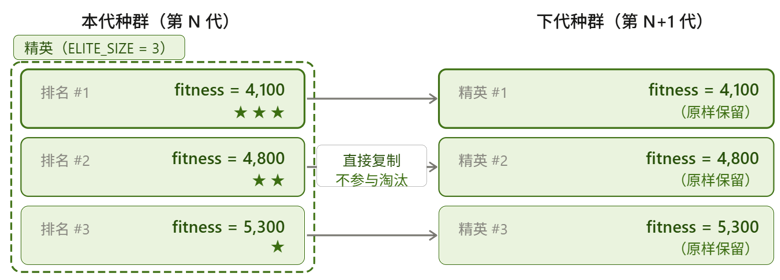 本代种群（第 N 代）
下代种群（第 N+1 代）
精英（ELITE_SIZE = 3）
排名 #1
fitness = 4,100
★ ★ ★
精英 #1
fitness = 4,100
（原样保留）
排名 #2
fitness = 4,800
★ ★
直接复制
不参与淘汰
精英 #2
fitness = 4,800
（原样保留）
排名 #3
fitness = 5,300
★
精英 #3
fitness = 5,300
（原样保留）